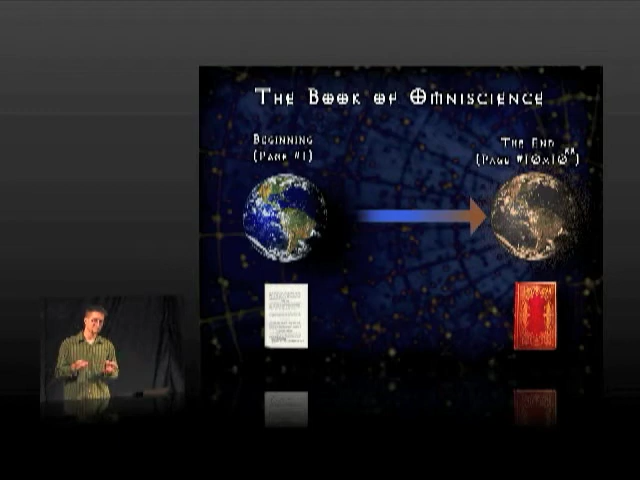 The Book of Omniscience
Beginning
(Page #1)
The End